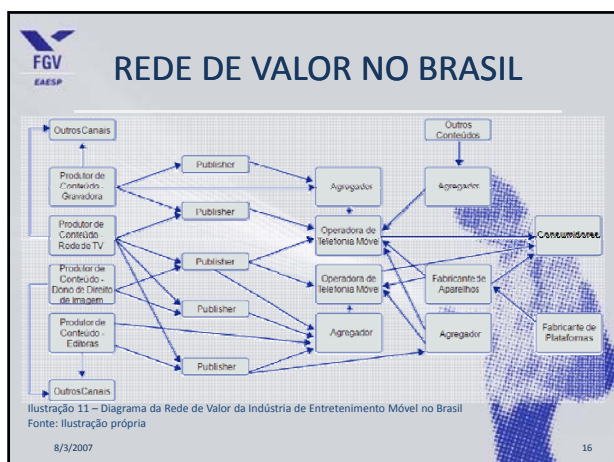 FGV
EAESP
REDE DE VALOR NO BRASIL
Outros Canais
Produtor de
Conteúdo -
Gravadora
Produtor de
Conteúdo
Rede de TV
Produtor de
Conteúdo -
Dono de Direito
de Imagem
Produtor de
Conteúdo -
Editoras
Outros Canais
Publisher
Publisher
Publisher
Publisher
Publisher
Agregador
Operadora de
Telefonia Móvel
Operadora de
Telefonia Móvel
Agregador
Outros
Conteúdos
Agregador
Fabricante de
Aparelhos
Agregador
Consumidores
Fabricante de
Plataformas
Ilustração 11 – Diagrama da Rede de Valor da Indústria de Entretenimento Móvel no Brasil
Fonte: Ilustração própria
8/3/2007
16